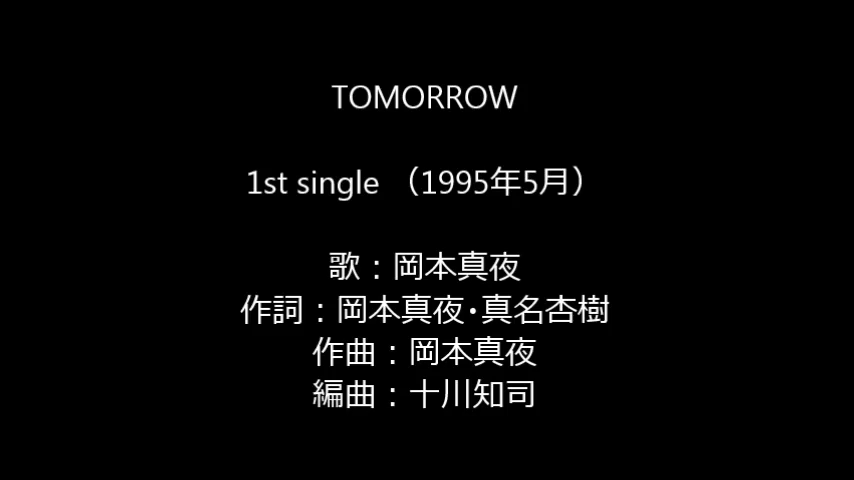 TOMORROW
1st single （1995年5月）
歌：岡本真夜
作詞：岡本真夜･真名杏樹
作曲：岡本真夜
編曲：十川知司